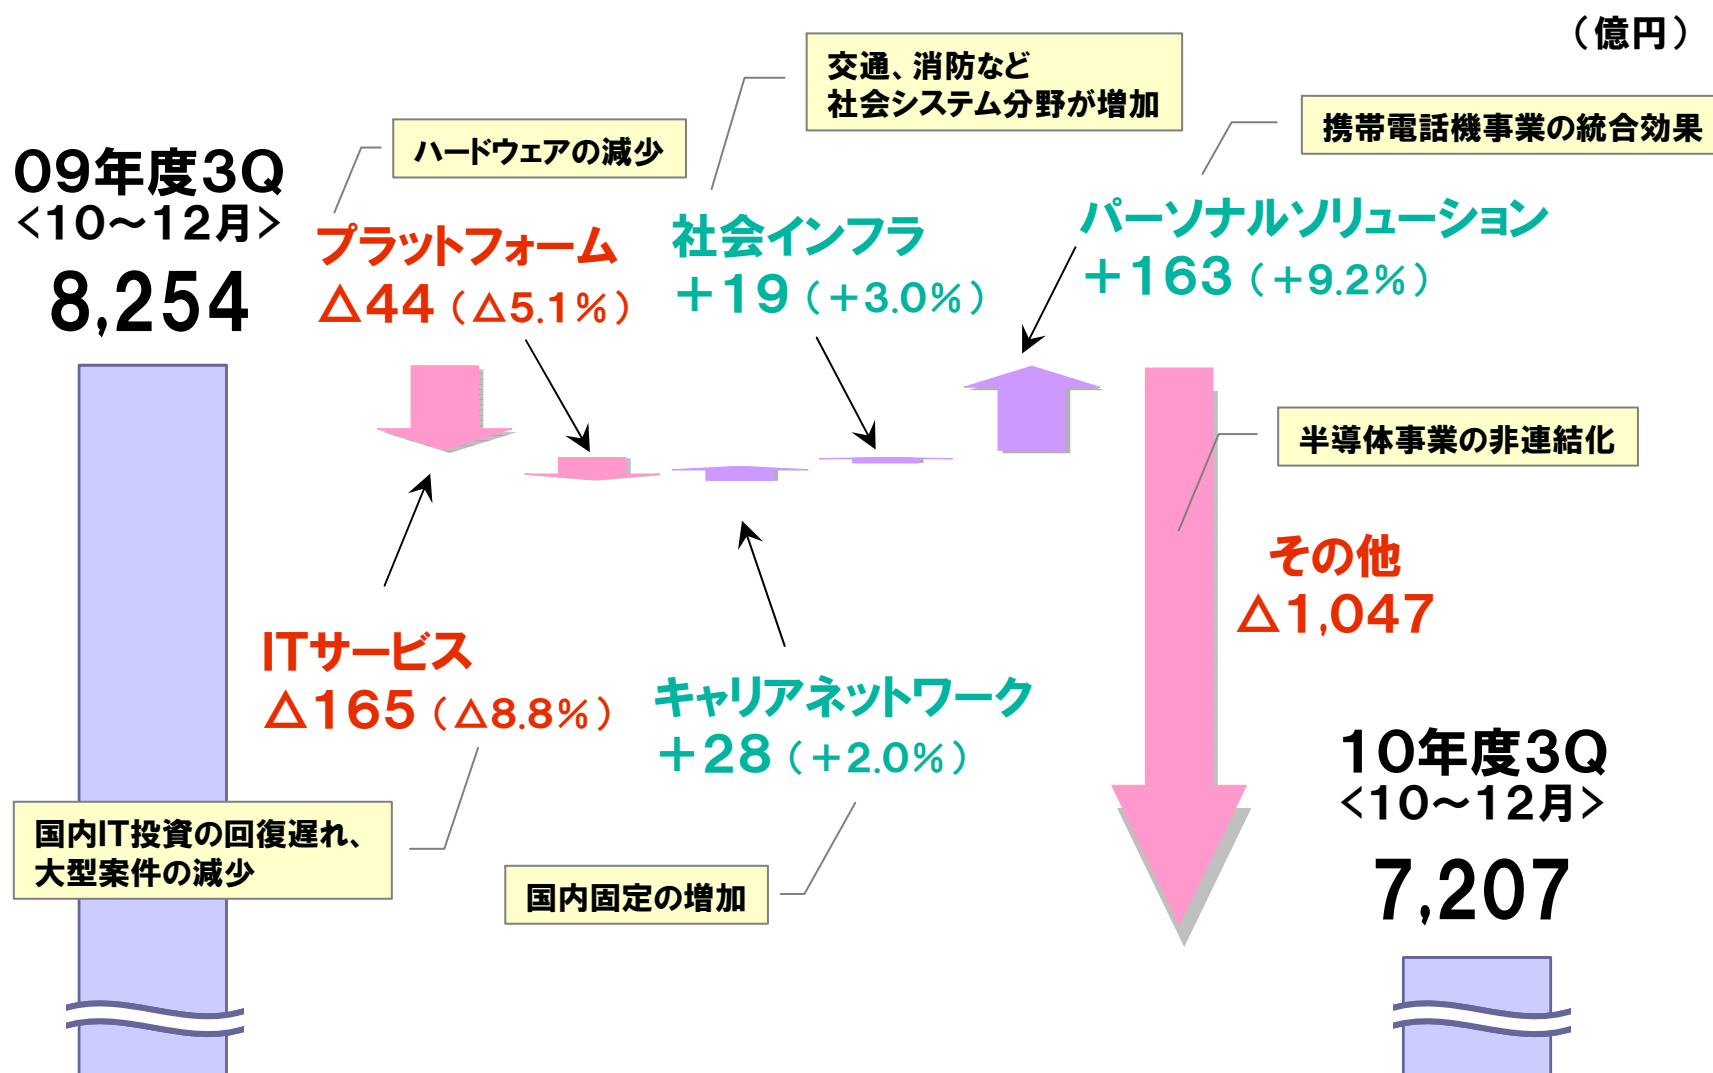 （億円）
09年度3Q
<10～12月>
8,254
ハードウェアの減少
プラットフォーム
△44（△5.1%）
交通、消防など
社会システム分野が増加
社会インフラ
+19（+3.0%）
携帯電話機事業の統合効果
パーソナルソリューション
+163（+9.2%）
半導体事業の非連結化
その他
△1,047
ITサービス
△165（△8.8%）
国内IT投資の回復遅れ、
大型案件の減少
キャリアネットワーク
+28（+2.0%）
国内固定の増加
10年度3Q
<10～12月>
7,207